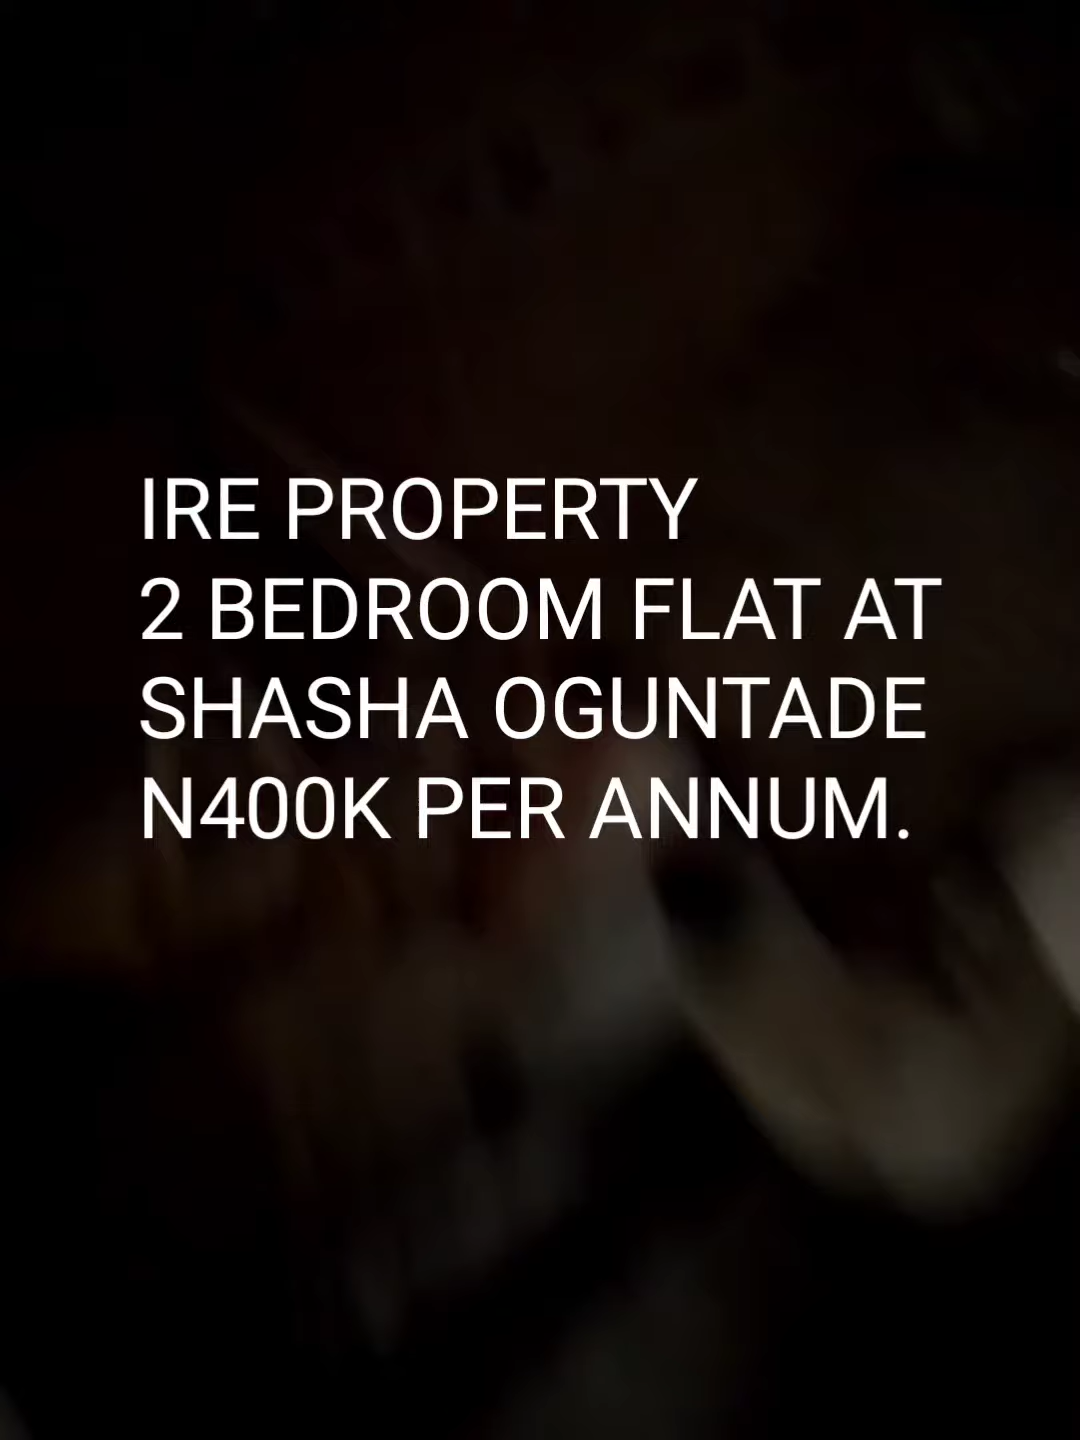 IRE PROPERTY
2 BEDROOM FLAT AT
SHASHA OGUNTADE
N400K PER ANNUM.